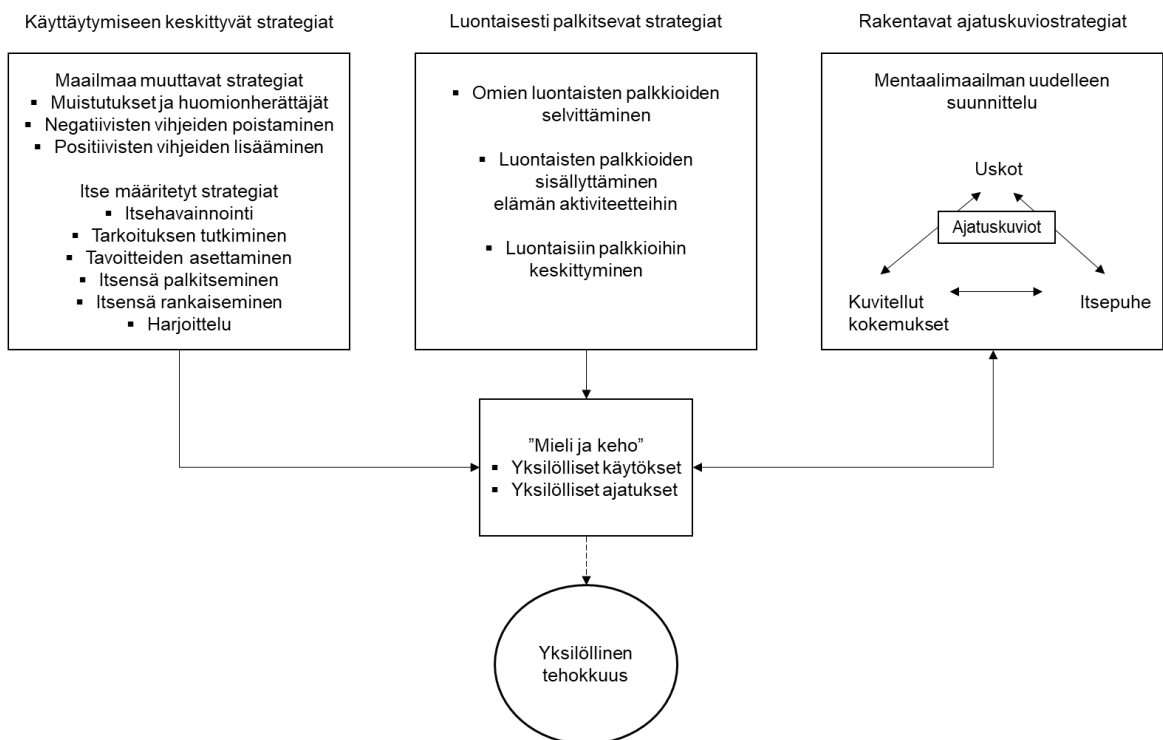 Käyttäytymiseen keskittyvät strategiat
Maailmaa muuttavat strategiat
▪ Muistutukset ja huomionherättäjät
▪ Negatiivisten vihjeiden poistaminen
▪ Positiivisten vihjeiden lisääminen
Itse määritetyt strategiat
▪ Itsehavainnointi
▪ Tarkoituksen tutkiminen
▪ Tavoitteiden asettaminen
▪ Itsensä palkitseminen
▪ Itsensä rankaiseminen
▪ Harjoittelu
Luontaisesti palkitsevat strategiat
▪ Omien luontaisten palkkioiden
selvittäminen
▪ Luontaisten palkkioiden
sisällyttäminen
elämän aktiviteetteihin
▪ Luontaisiin palkkioihin
keskittyminen
Rakentavat ajatuskuviostrategiat
Mentaalimaailman uudelleen
suunnittelu
Uskot
Ajatuskuviot
Kuvitellut
kokemukset
Itsepuhe
”Mieli ja keho”
▪ Yksilölliset käytökset
▪ Yksilölliset ajatukset
Yksilöllinen
tehokkuus